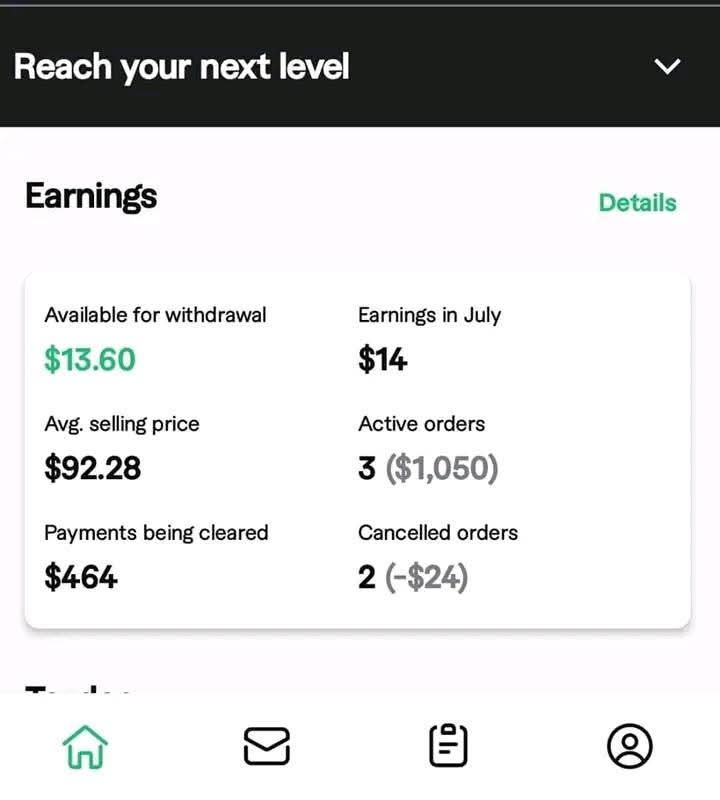 Reach your next level
Earnings
Details
Available for withdrawal
$13.60
Earnings in July
$14
Avg. selling price
$92.28
Active orders
3 ($1,050)
Payments being cleared
$464
Cancelled orders
2 (-$24)